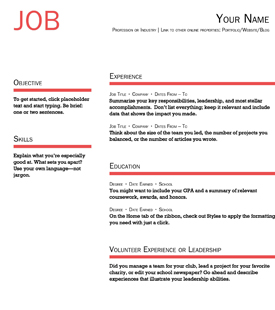 JOB
Your Name
Profession or Industry | Link to other online properties: Portfolio/Website/Blog
Objective
To get started, click placeholder
text and start typing. Be brief:
one or two sentences.
Skills
Explain what you're especially
good at. What sets you apart?
Use your own language—not
jargon.
Experience
Job Title • Company • Dates From – To
Summarize your key responsibilities, leadership, and most stellar
accomplishments. Don't list everything; keep it relevant and include
data that shows the impact you made.
Job Title • Company • Dates From – To
Think about the size of the team you led, the number of projects you
balanced, or the number of articles you wrote.
Education
Degree • Date Earned • School
You might want to include your GPA and a summary of relevant
coursework, awards, and honors.
Degree • Date Earned • School
On the Home tab of the ribbon, check out Styles to apply the formatting
you need with just a click.
Volunteer Experience or Leadership
Did you manage a team for your club, lead a project for your favorite
charity, or edit your school newspaper? Go ahead and describe
experiences that illustrate your leadership abilities.